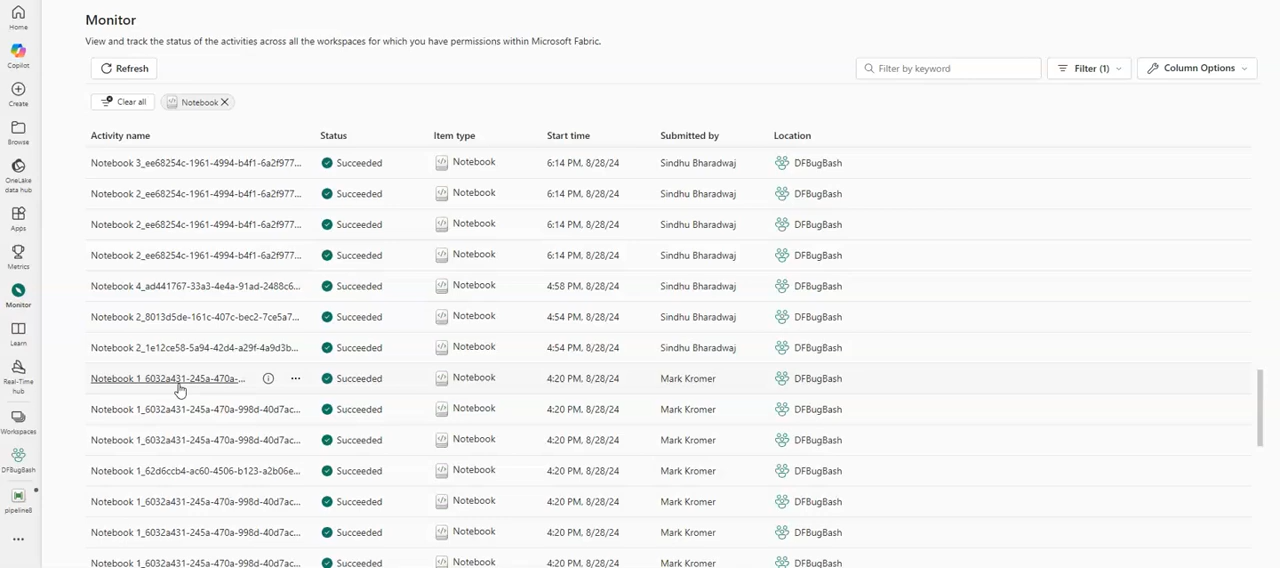 Home
Copilot
Create
Browse
OneLake data hub
Apps
Metrics
Monitor
Learn
Real-Time hub
Workspaces
DFBugBash
pipeline8
Monitor
View and track the status of the activities across all the workspaces for which you have permissions within Microsoft Fabric.
Refresh
Filter by keyword
Filter (1)
Column Options
Clear all
Notebook
Activity name Status Item type Start time Submitted by Location
Notebook 3_ee68254c-1961-4994-b4f1-6a2f977... Succeeded Notebook 6:14 PM, 8/28/24 Sindhu Bharadwaj DFBugBash
Notebook 2_ee68254c-1961-4994-b4f1-6a2f977... Succeeded Notebook 6:14 PM, 8/28/24 Sindhu Bharadwaj DFBugBash
Notebook 2_ee68254c-1961-4994-b4f1-6a2f977... Succeeded Notebook 6:14 PM, 8/28/24 Sindhu Bharadwaj DFBugBash
Notebook 2_ee68254c-1961-4994-b4f1-6a2f977... Succeeded Notebook 6:14 PM, 8/28/24 Sindhu Bharadwaj DFBugBash
Notebook 4_ad441767-33a3-4e4a-91ad-2488c6... Succeeded Notebook 4:58 PM, 8/28/24 Sindhu Bharadwaj DFBugBash
Notebook 2_8013d5de-161c-407c-bec2-7ce5a7... Succeeded Notebook 4:54 PM, 8/28/24 Sindhu Bharadwaj DFBugBash
Notebook 2_1e12ce58-5a94-42d4-a29f-4a9d3b... Succeeded Notebook 4:54 PM, 8/28/24 Sindhu Bharadwaj DFBugBash
Notebook 1_6032a431-245a-470a-... Succeeded Notebook 4:20 PM, 8/28/24 Mark Kromer DFBugBash
Notebook 1_6032a431-245a-470a-998d-40d7ac... Succeeded Notebook 4:20 PM, 8/28/24 Mark Kromer DFBugBash
Notebook 1_6032a431-245a-470a-998d-40d7ac... Succeeded Notebook 4:20 PM, 8/28/24 Mark Kromer DFBugBash
Notebook 1_62d6ccb4-ac60-4506-b123-a2b06e... Succeeded Notebook 4:20 PM, 8/28/24 Mark Kromer DFBugBash
Notebook 1_6032a431-245a-470a-998d-40d7ac... Succeeded Notebook 4:20 PM, 8/28/24 Mark Kromer DFBugBash
Notebook 1_6032a431-245a-470a-998d-40d7ac... Succeeded Notebook 4:20 PM, 8/28/24 Mark Kromer DFBugBash
Notebook 1_6032a431-245a-470a-998d-40d7ac... Succeeded Notebook 4:20 PM, 8/28/24 Mark Kromer DFBugBash